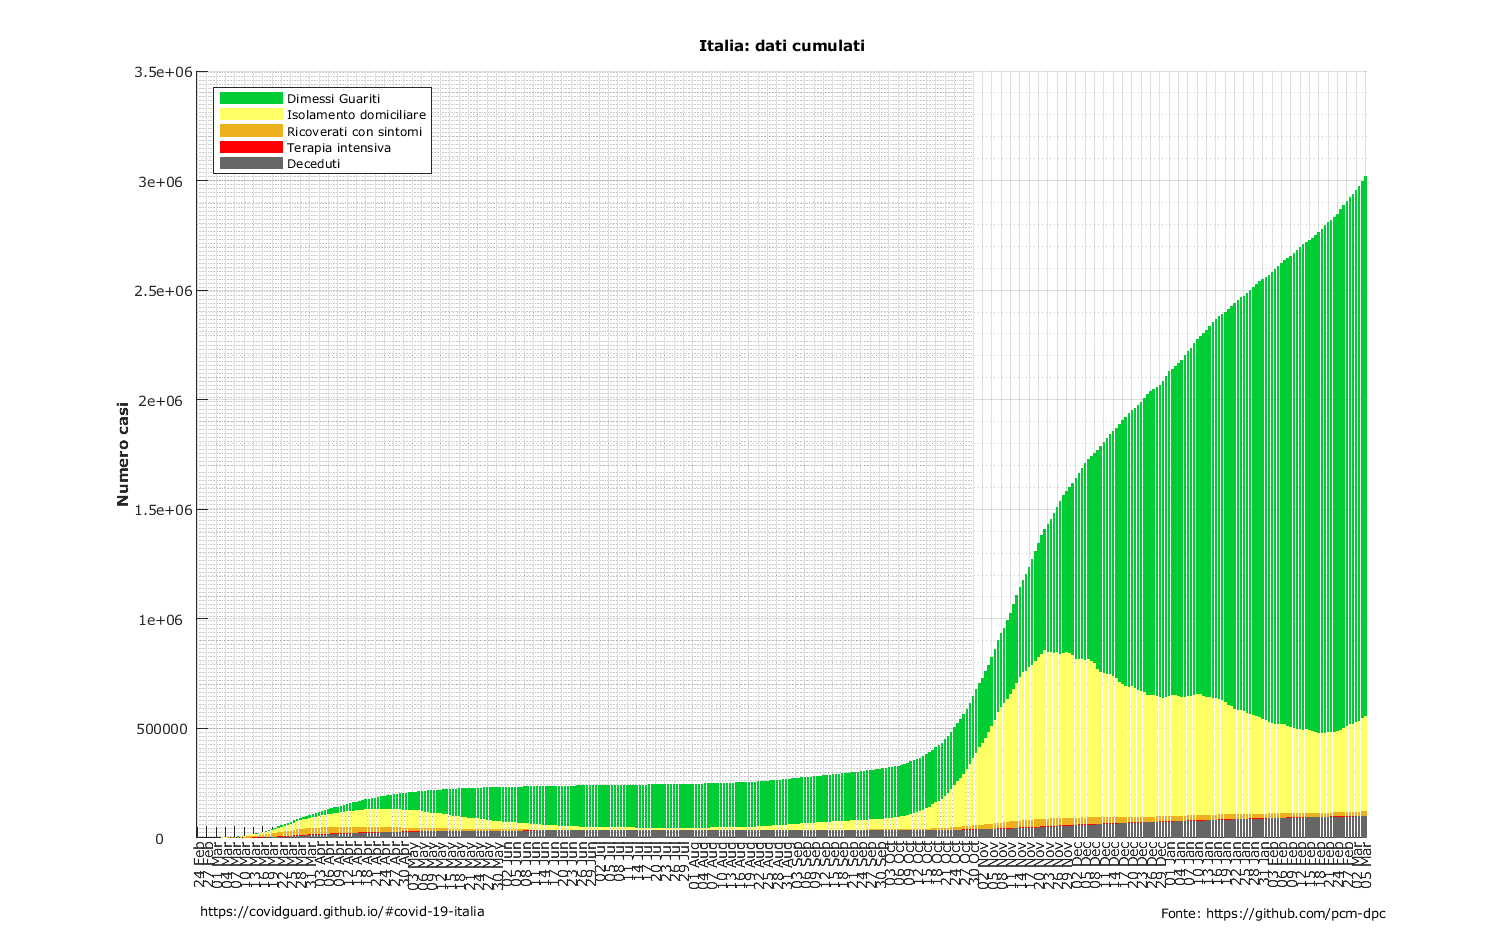 Italia: dati cumulati
3.5e+06
3e+06
2.5e+06
2e+06
1.5e+06
1e+06
500000
0
Numero casi
Dimessi Guariti
Isolamento domiciliare
Ricoverati con sintomi
Terapia intensiva
Deceduti
24 Feb
27 Feb
01 Mar
04 Mar
07 Mar
10 Mar
13 Mar
16 Mar
19 Mar
22 Mar
25 Mar
28 Mar
31 Mar
03 Apr
06 Apr
09 Apr
12 Apr
15 Apr
18 Apr
21 Apr
24 Apr
27 Apr
30 Apr
03 May
06 May
09 May
12 May
15 May
18 May
21 May
24 May
27 May
30 May
02 Jun
05 Jun
08 Jun
11 Jun
14 Jun
17 Jun
20 Jun
23 Jun
26 Jun
29 Jun
02 Jul
05 Jul
08 Jul
11 Jul
14 Jul
17 Jul
20 Jul
23 Jul
26 Jul
29 Jul
01 Aug
04 Aug
07 Aug
10 Aug
13 Aug
16 Aug
19 Aug
22 Aug
25 Aug
28 Aug
31 Aug
03 Sep
06 Sep
09 Sep
12 Sep
15 Sep
18 Sep
21 Sep
24 Sep
27 Sep
30 Sep
03 Oct
06 Oct
09 Oct
12 Oct
15 Oct
18 Oct
21 Oct
24 Oct
27 Oct
30 Oct
02 Nov
05 Nov
08 Nov
11 Nov
14 Nov
17 Nov
20 Nov
23 Nov
26 Nov
29 Nov
02 Dec
05 Dec
08 Dec
11 Dec
14 Dec
17 Dec
20 Dec
23 Dec
26 Dec
29 Dec
01 Jan
04 Jan
07 Jan
10 Jan
13 Jan
16 Jan
19 Jan
22 Jan
25 Jan
28 Jan
31 Jan
03 Feb
06 Feb
09 Feb
12 Feb
15 Feb
18 Feb
21 Feb
24 Feb
27 Feb
02 Mar
05 Mar
https://covidguard.github.io/#covid-19-italia
Fonte: https://github.com/pcm-dpc